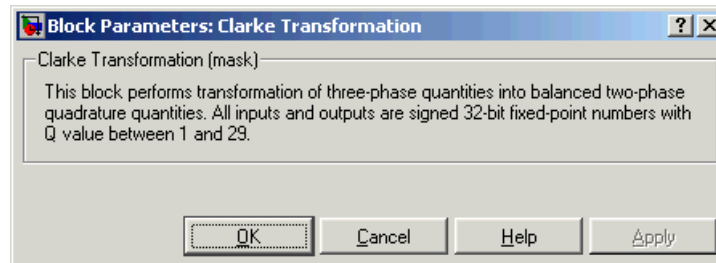 Block Parameters: Clarke Transformation
Clarke Transformation (mask)
This block performs transformation of three-phase quantities into balanced two-phase
quadrature quantities. All inputs and outputs are signed 32-bit fixed-point numbers with
Q value between 1 and 29.
OK Cancel Help Apply